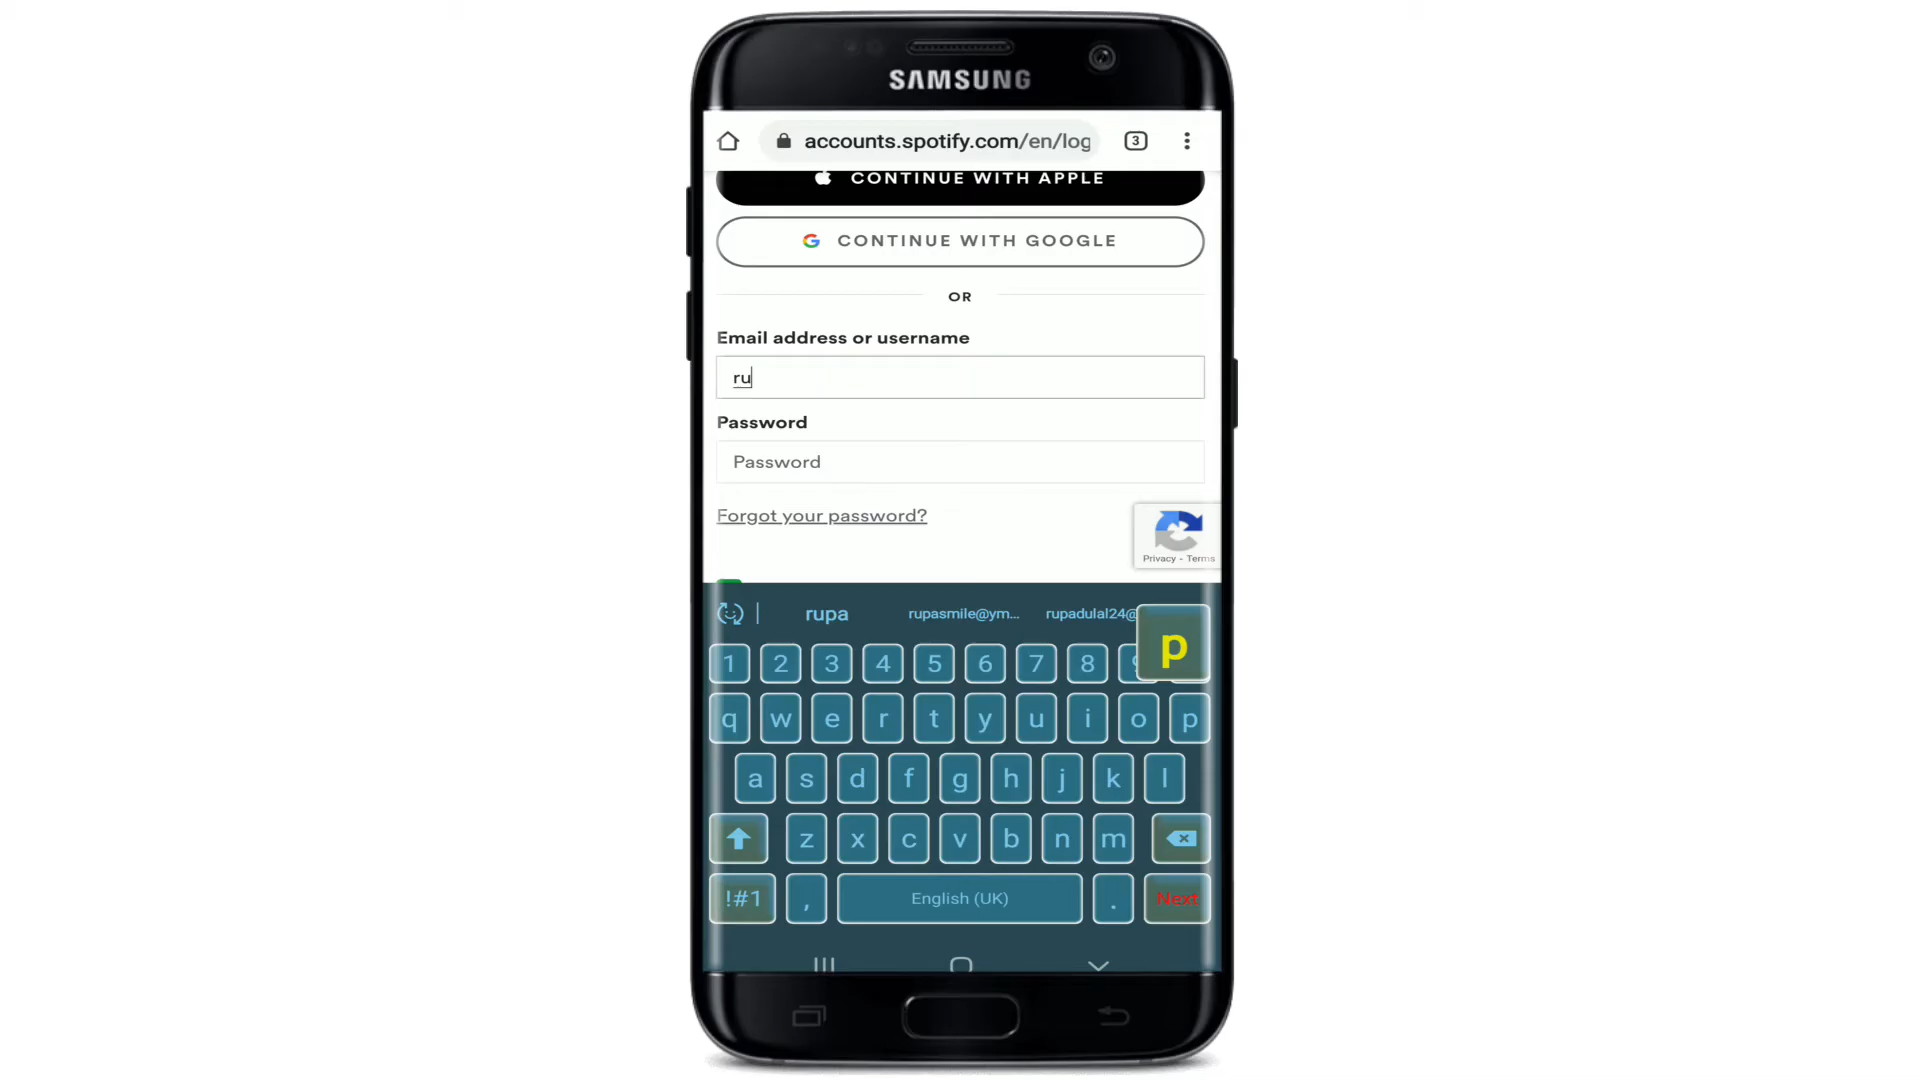 SAMSUNG
accounts.spotify.com/en/log
3
CONTINUE WITH APPLE
CONTINUE WITH GOOGLE
OR
Email address or username
ru
Password
Password
Forgot your password?
Privacy - Terms
rupa rupasmile@ym... rupadulal24@
p
1 2 3 4 5 6 7 8 9
q w e r t y u i o p
a s d f g h j k l
z x c v b n m
!#1 , English (UK) . Next